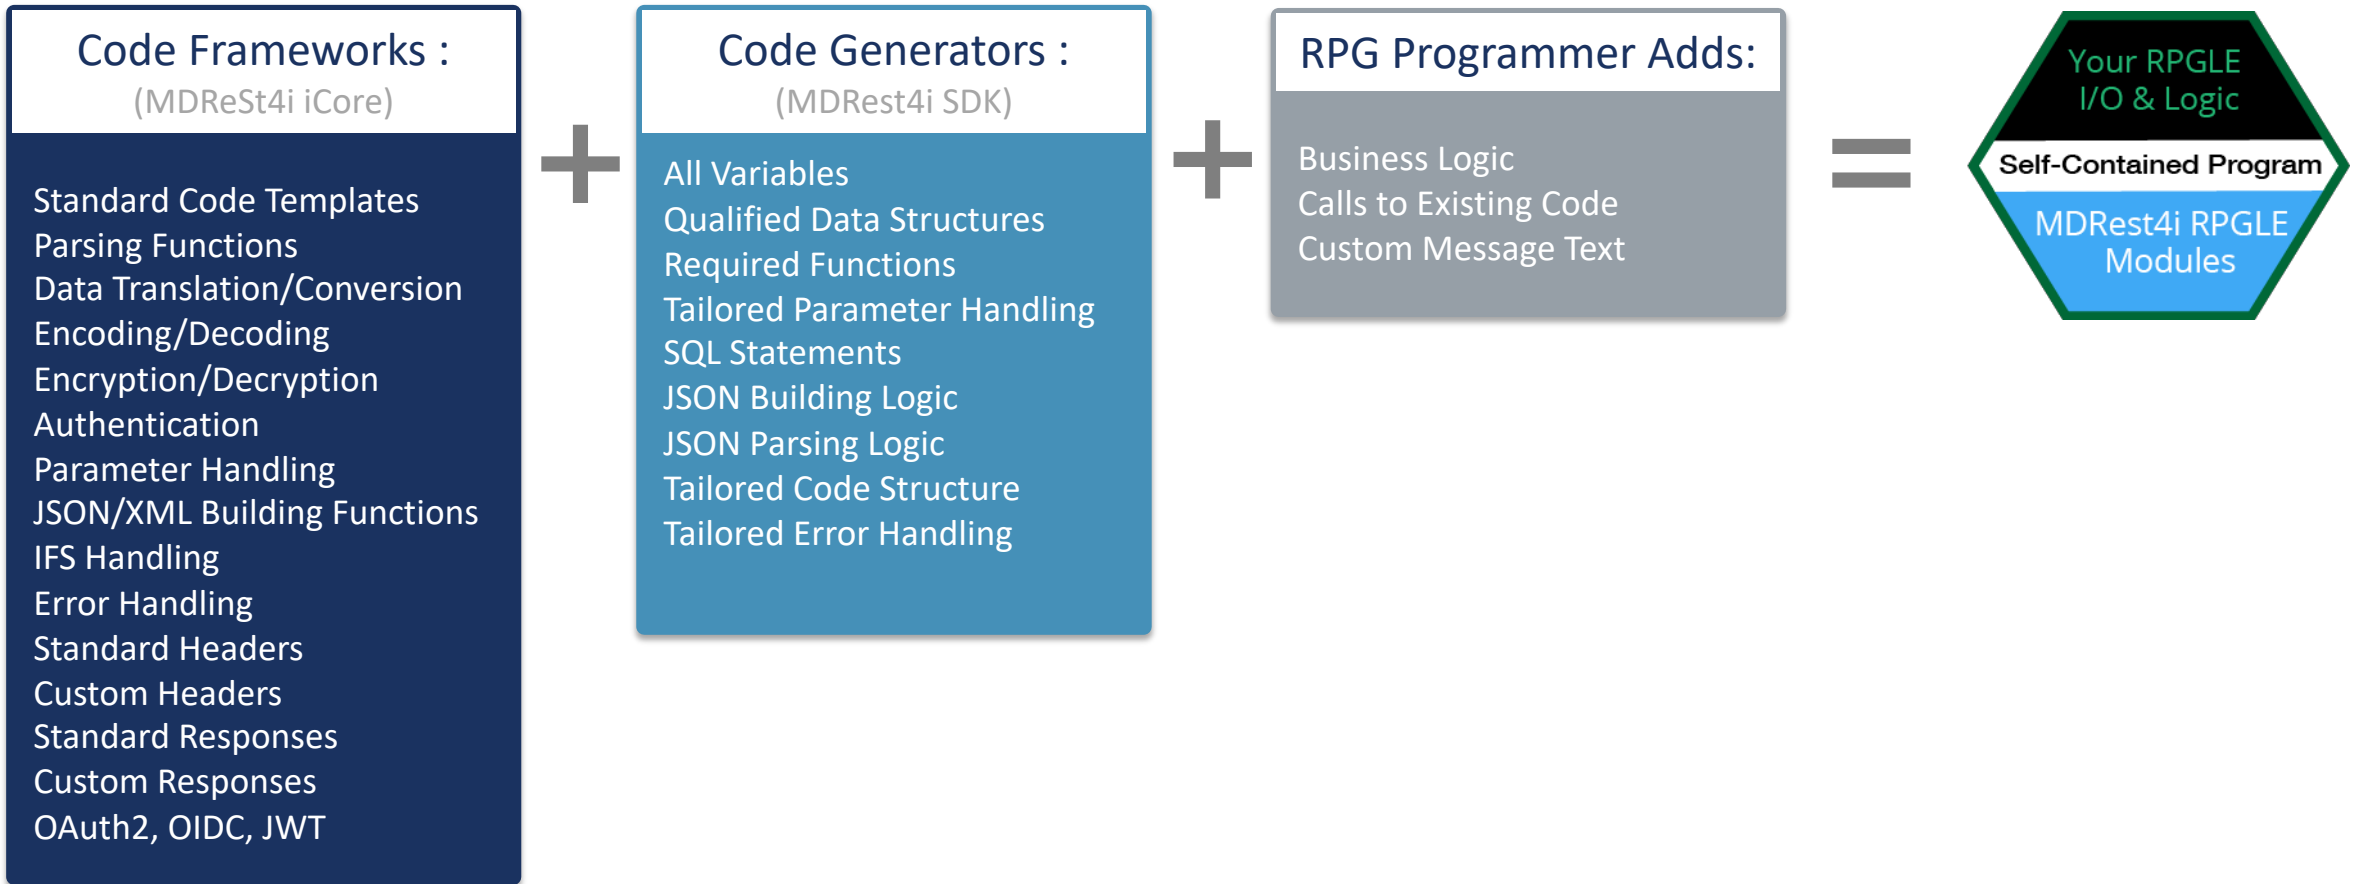 Code Frameworks :
(MDReSt4i iCore)
Standard Code Templates
Parsing Functions
Data Translation/Conversion
Encoding/Decoding
Encryption/Decryption
Authentication
Parameter Handling
JSON/XML Building Functions
IFS Handling
Error Handling
Standard Headers
Custom Headers
Standard Responses
Custom Responses
OAuth2, OIDC, JWT
+
Code Generators :
(MDRest4i SDK)
All Variables
Qualified Data Structures
Required Functions
Tailored Parameter Handling
SQL Statements
JSON Building Logic
JSON Parsing Logic
Tailored Code Structure
Tailored Error Handling
+
RPG Programmer Adds:
Business Logic
Calls to Existing Code
Custom Message Text
=
Your RPGLE
I/O & Logic
Self-Contained Program
MDRest4i RPGLE
Modules